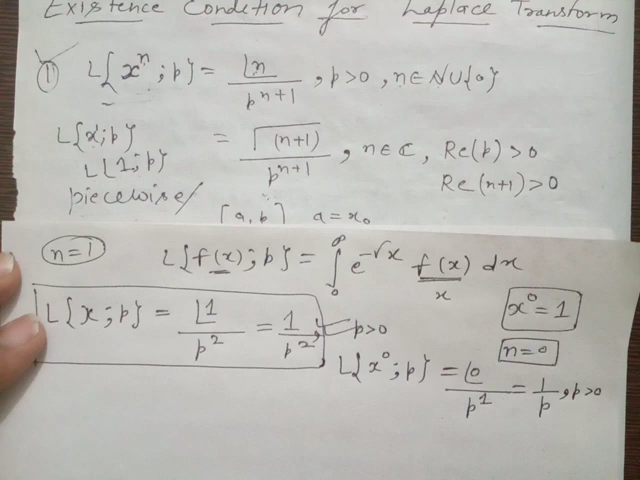 Existence Condition for Laplace Transform
① L{x^n; p} = ⌊n / p^{n+1}, p>0, n∈ℕ∪{0}
L{x; p} = Γ(n+1) / p^{n+1}, n∈ℂ, Re(p)>0
L{1; p} Re(n+1)>0
piecewise/ [a, b] a = x₀
n=1 L{f(x); p} = ∫₀^∞ e^{-√x} f(x) dx
x
L{x; p} = ⌊1 / p² = 1 / p², p>0
x⁰ = 1
n=0
L{x⁰; p} = ⌊0 / p¹ = 1 / p, p>0